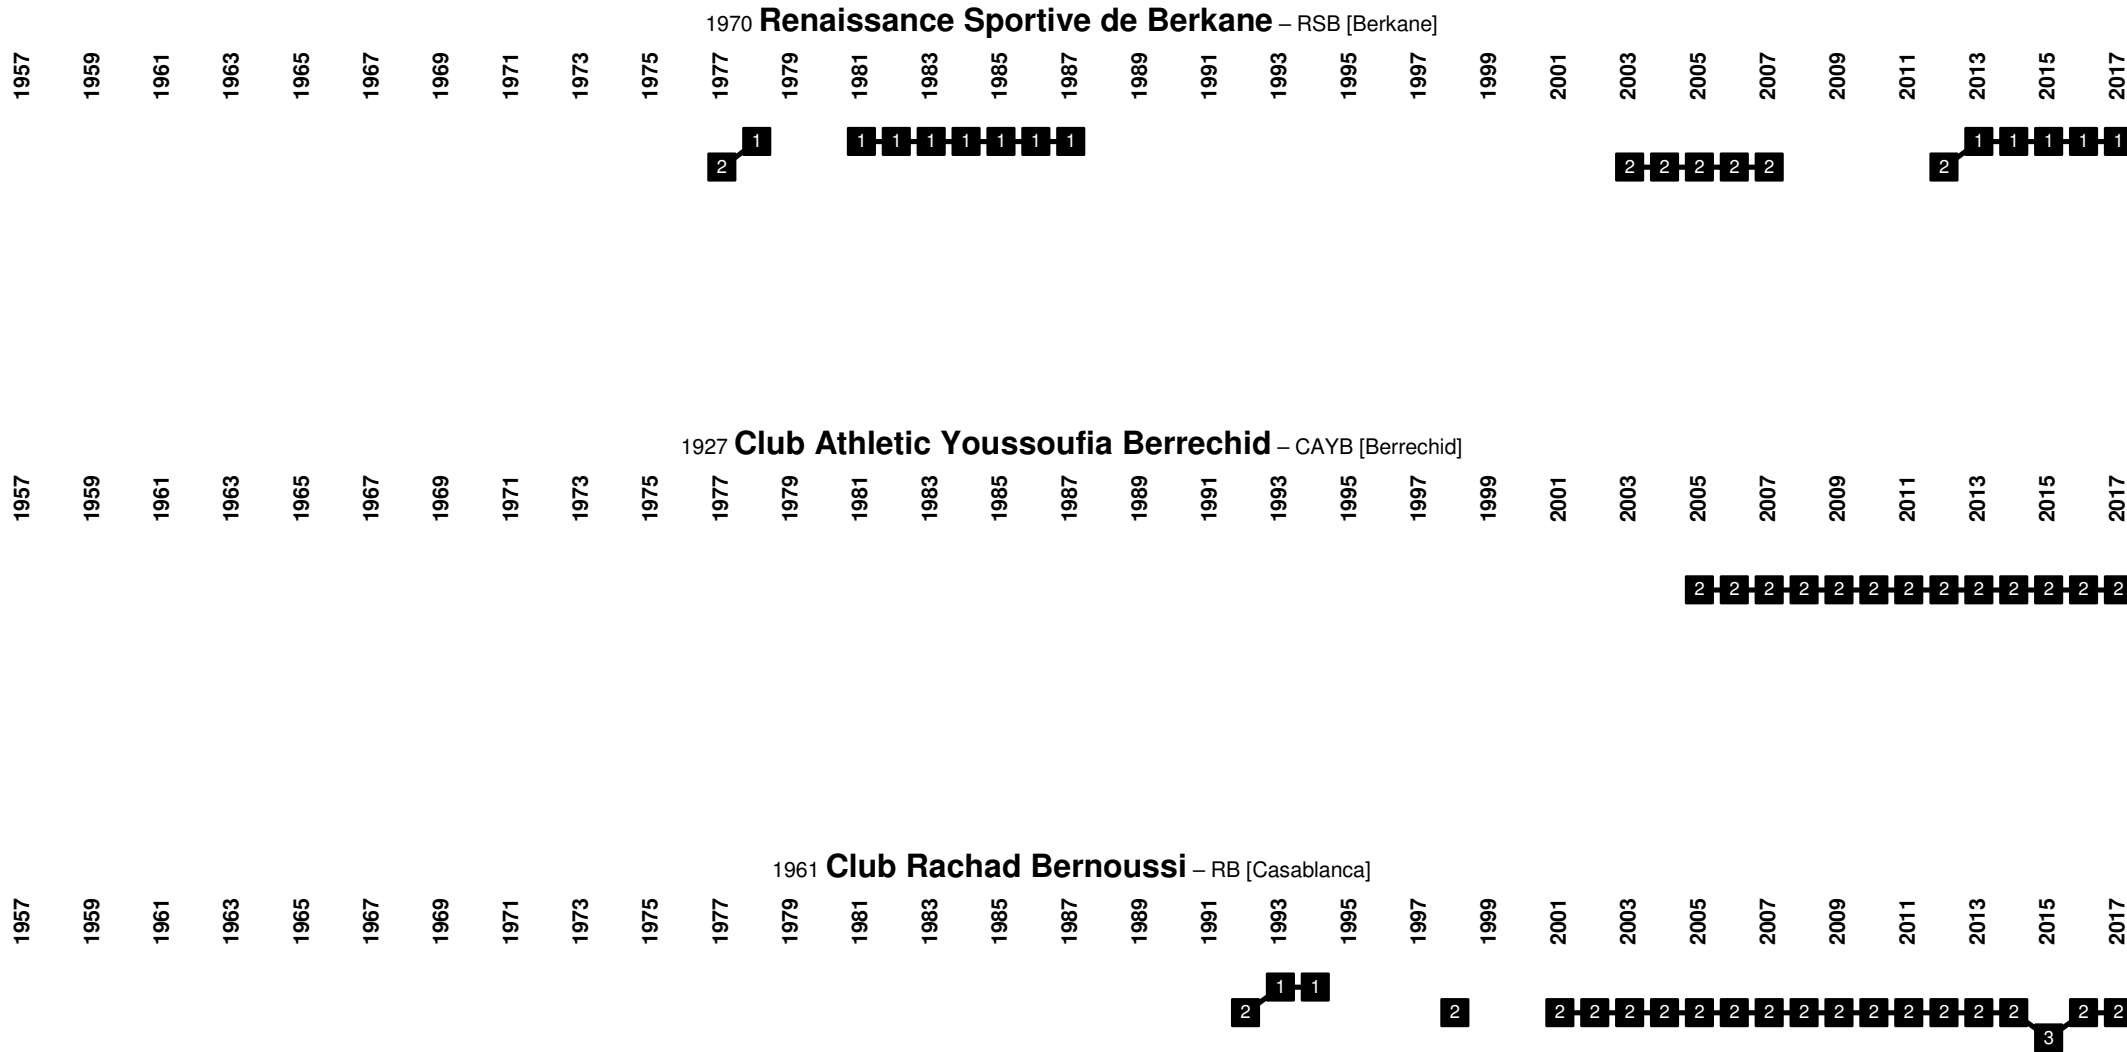 1970 Renaissance Sportive de Berkane – RSB [Berkane]
1957 1959 1961 1963 1965 1967 1969 1971 1973 1975 1977 1979 1981 1983 1985 1987 1989 1991 1993 1995 1997 1999 2001 2003 2005 2007 2009 2011 2013 2015 2017
1 1 1 1 1 1 1 1 1 1 1 1 1
2 2 2 2 2 2 2
1927 Club Athletic Youssoufia Berrechid – CAYB [Berrechid]
1957 1959 1961 1963 1965 1967 1969 1971 1973 1975 1977 1979 1981 1983 1985 1987 1989 1991 1993 1995 1997 1999 2001 2003 2005 2007 2009 2011 2013 2015 2017
2 2 2 2 2 2 2 2 2 2 2 2 2
1961 Club Rachad Bernoussi – RB [Casablanca]
1957 1959 1961 1963 1965 1967 1969 1971 1973 1975 1977 1979 1981 1983 1985 1987 1989 1991 1993 1995 1997 1999 2001 2003 2005 2007 2009 2011 2013 2015 2017
1 1
2 2 2 2 2 2 2 2 2 2 2 2 2 2 2 2 2 2
3